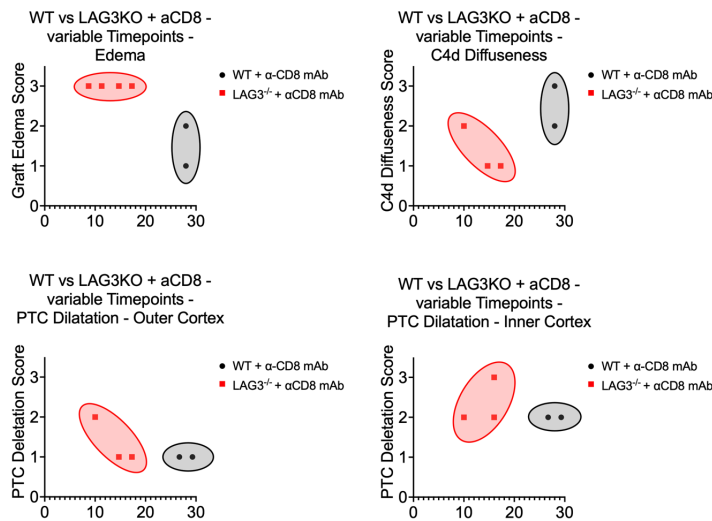 WT vs LAG3KO + aCD8 -
variable Timepoints -
Edema
Graft Edema Score
3
2
1
0
0 10 20 30
WT + α-CD8 mAb
LAG3-/- + αCD8 mAb
WT vs LAG3KO + aCD8 -
variable Timepoints -
C4d Diffuseness
C4d Diffuseness Score
3
2
1
0
0 10 20 30
WT + α-CD8 mAb
LAG3-/- + αCD8 mAb
WT vs LAG3KO + aCD8 -
variable Timepoints -
PTC Dilatation - Outer Cortex
PTC Deletation Score
3
2
1
0
0 10 20 30
WT + α-CD8 mAb
LAG3-/- + αCD8 mAb
WT vs LAG3KO + aCD8 -
variable Timepoints -
PTC Dilatation - Inner Cortex
PTC Deletation Score
3
2
1
0
0 10 20 30
WT + α-CD8 mAb
LAG3-/- + αCD8 mAb